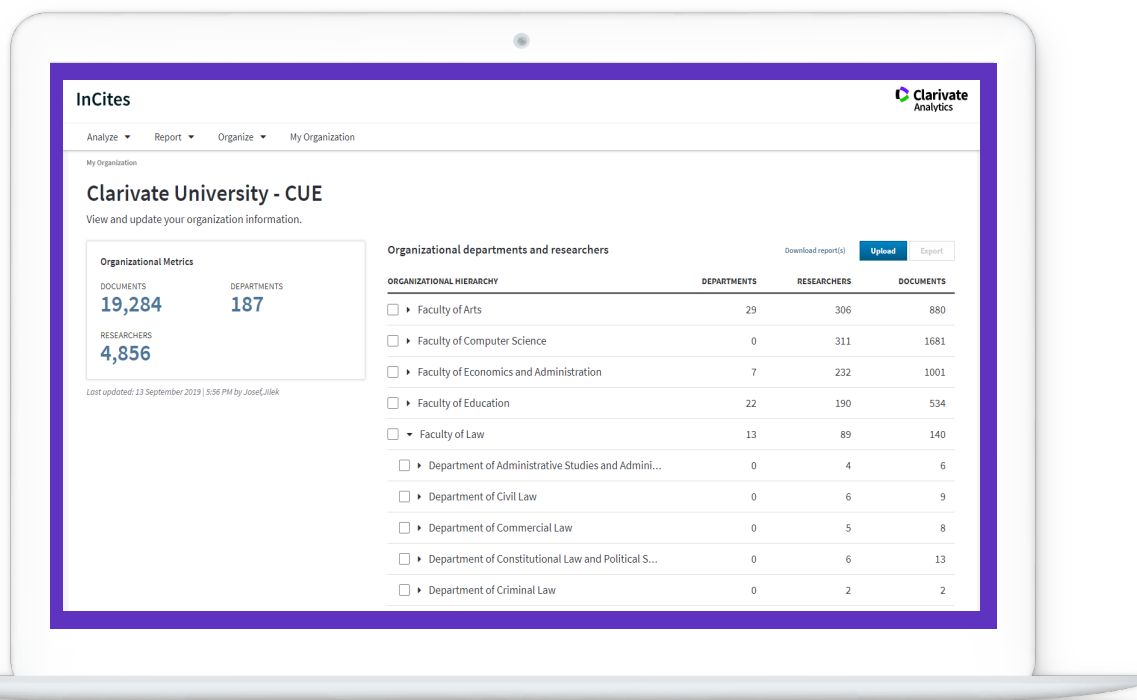 InCites
Clarivate
Analytics
Analyze Report Organize My Organization
My Organization
Clarivate University - CUE
View and update your organization information.
Organizational Metrics
DOCUMENTS DEPARTMENTS
19,284 187
RESEARCHERS
4,856
Last updated: 13 September 2019 | 5:56 PM by Josef,Jilek
Organizational departments and researchers Download report(s) Upload Export
ORGANIZATIONAL HIERARCHY DEPARTMENTS RESEARCHERS DOCUMENTS
Faculty of Arts 29 306 880
Faculty of Computer Science 0 311 1681
Faculty of Economics and Administration 7 232 1001
Faculty of Education 22 190 534
Faculty of Law 13 89 140
Department of Administrative Studies and Admini... 0 4 6
Department of Civil Law 0 6 9
Department of Commercial Law 0 5 8
Department of Constitutional Law and Political S... 0 6 13
Department of Criminal Law 0 2 2